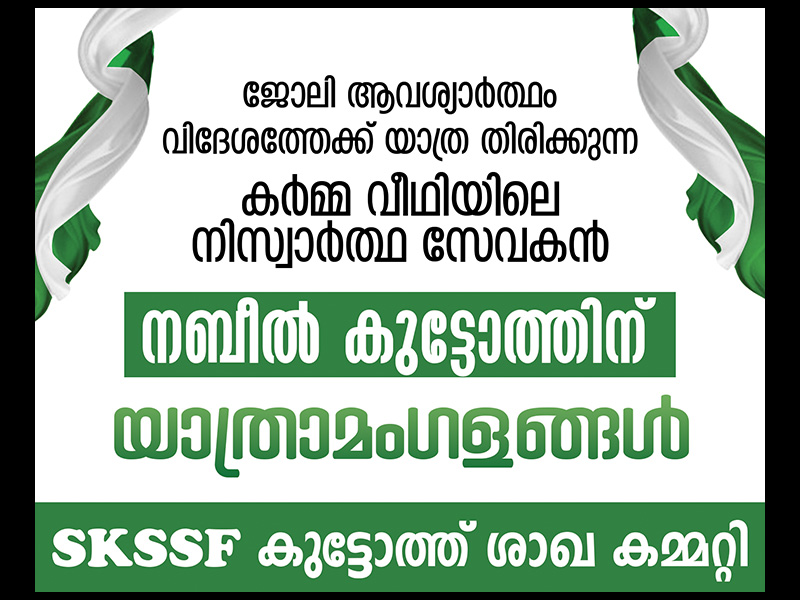 ജോലി ആവശ്യാർത്ഥം
വിദേശത്തേക്ക് യാത്ര തിരിക്കുന്ന
കർമ്മ വീഥിയിലെ
നിസ്വാർത്ഥ സേവകൻ
നബീൽ കുട്ടോത്തിന്
യാത്രാമംഗളങ്ങൾ
SKSSF കുട്ടോത്ത് ശാഖ കമ്മറ്റി